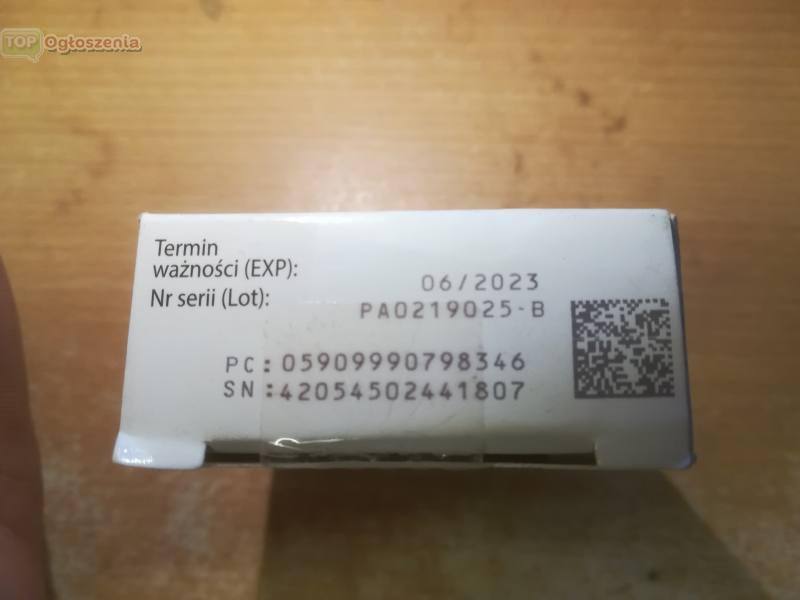 TOP Ogłoszenia
Termin
ważności (EXP):
06/2023
Nr serii (Lot):
PA0219025-B
PC: 05909990798346
SN: 42054502441807